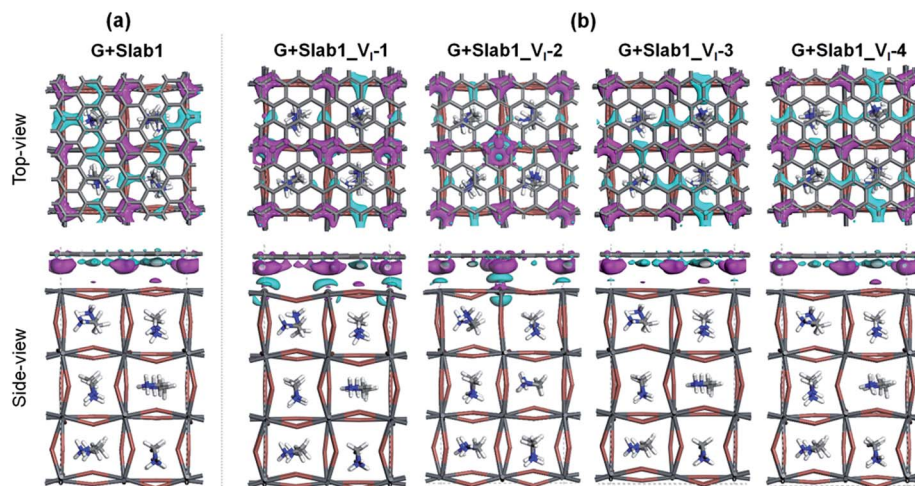 (a)
(b)
G+Slab1
G+Slab1_VI-1
G+Slab1_VI-2
G+Slab1_VI-3
G+Slab1_VI-4
Top-view
Side-view